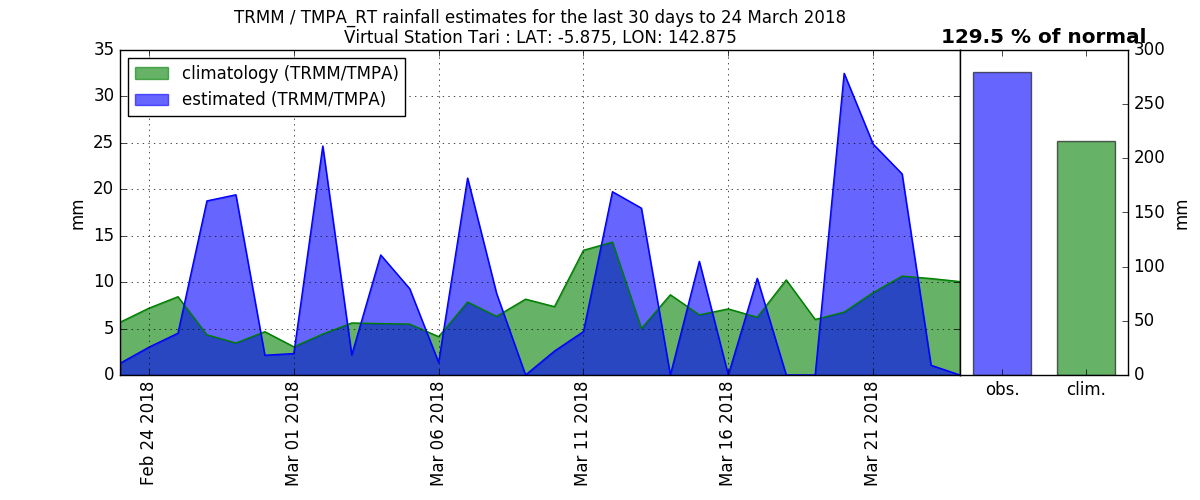 TRMM / TMPA_RT rainfall estimates for the last 30 days to 24 March 2018
Virtual Station Tari : LAT: -5.875, LON: 142.875
129.5 % of normal
climatology (TRMM/TMPA)
estimated (TRMM/TMPA)
35
30
25
20
15
10
5
0
mm
Feb 24 2018
Mar 01 2018
Mar 06 2018
Mar 11 2018
Mar 16 2018
Mar 21 2018
obs.
clim.
300
250
200
150
100
50
0
mm